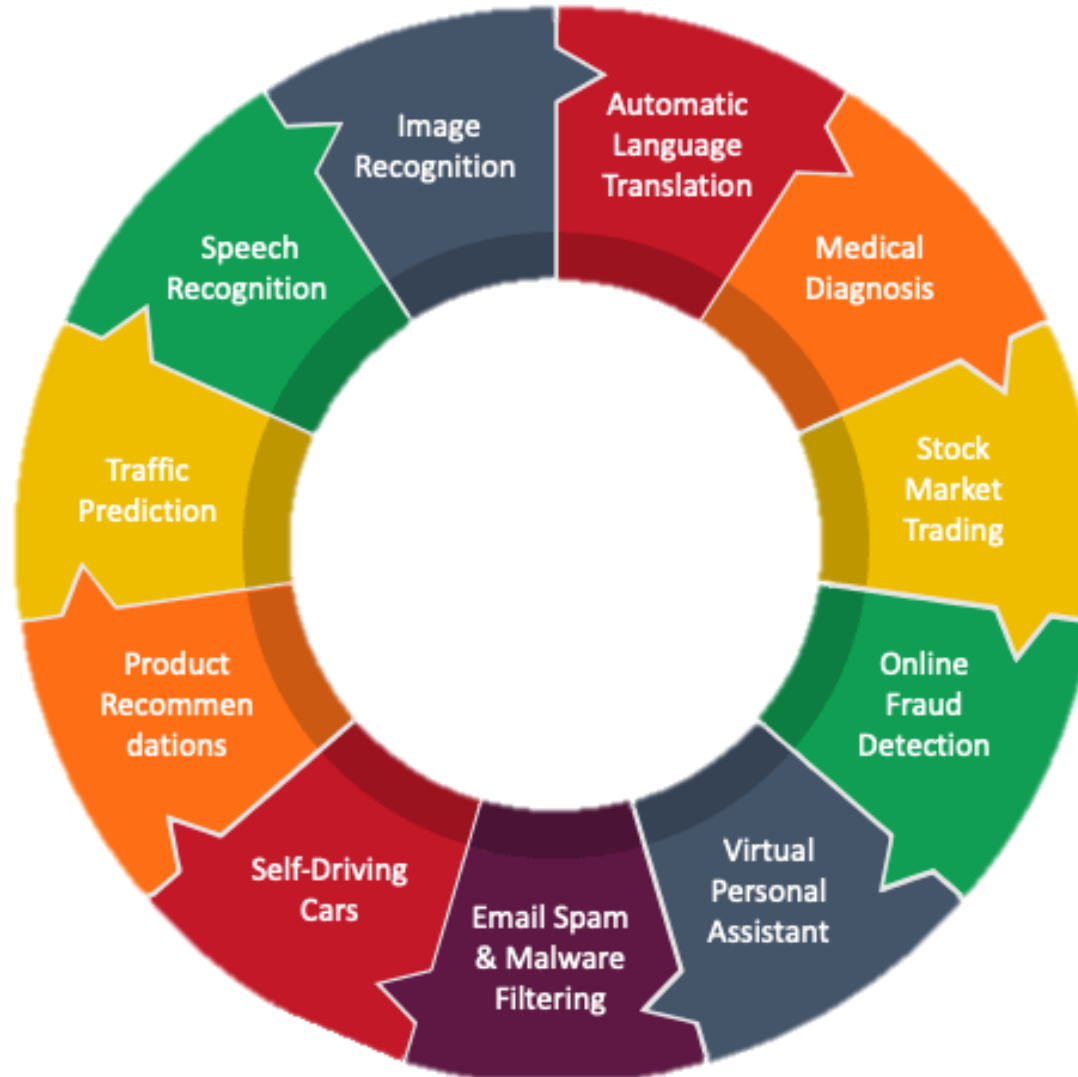 Image
Recognition
Automatic
Language
Translation
Medical
Diagnosis
Stock
Market
Trading
Online
Fraud
Detection
Virtual
Personal
Assistant
Email Spam
& Malware
Filtering
Self-Driving
Cars
Product
Recommen
dations
Traffic
Prediction
Speech
Recognition